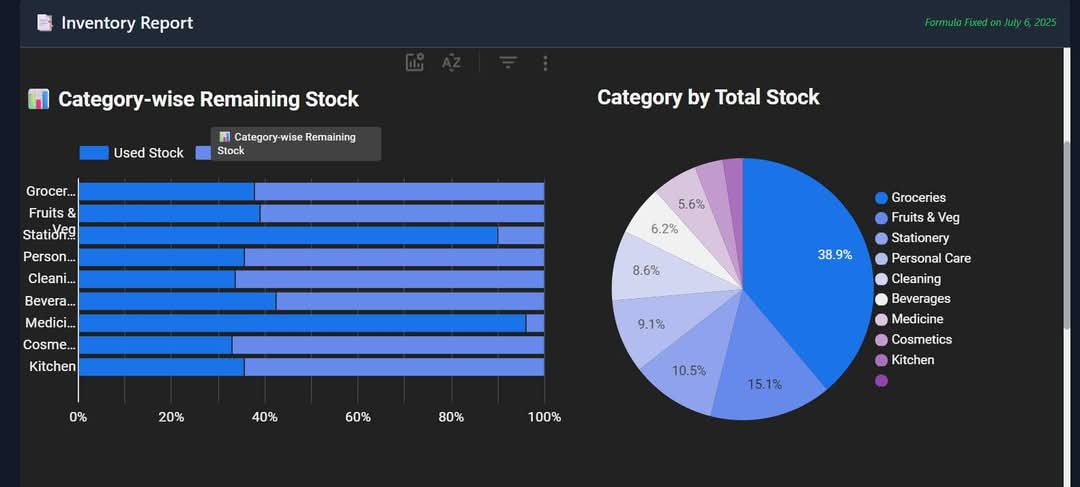 Inventory Report
Formula Fixed on July 6, 2025
AZ
Category-wise Remaining Stock
Category by Total Stock
Category-wise Remaining
Stock
Used Stock
Grocer...
Fruits &
Veg
Station...
Person...
Cleani...
Bevera...
Medici...
Cosme...
Kitchen
0%
20%
40%
60%
80%
100%
38.9%
15.1%
10.5%
9.1%
8.6%
6.2%
5.6%
Groceries
Fruits & Veg
Stationery
Personal Care
Cleaning
Beverages
Medicine
Cosmetics
Kitchen